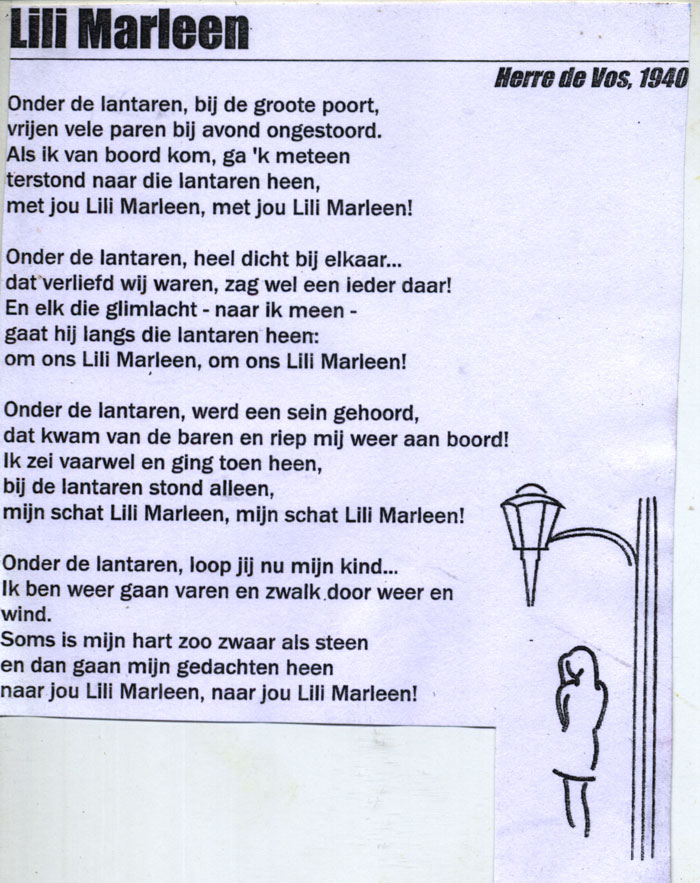 Lili Marleen
Herre de Vos, 1940
Onder de lantaren, bij de groote poort,
vrijen vele paren bij avond ongestoord.
Als ik van boord kom, ga 'k meteen
terstond naar die lantaren heen,
met jou Lili Marleen, met jou Lili Marleen!
Onder de lantaren, heel dicht bij elkaar...
dat verliefd wij waren, zag wel een ieder daar!
En elk die glimlacht - naar ik meen -
gaat hij langs die lantaren heen:
om ons Lili Marleen, om ons Lili Marleen!
Onder de lantaren, werd een sein gehoord,
dat kwam van de baren en riep mij weer aan boord!
Ik zei vaarwel en ging toen heen,
bij de lantaren stond alleen,
mijn schat Lili Marleen, mijn schat Lili Marleen!
Onder de lantaren, loop jij nu mijn kind...
Ik ben weer gaan varen en zwalk door weer en
wind.
Soms is mijn hart zoo zwaar als steen
en dan gaan mijn gedachten heen
naar jou Lili Marleen, naar jou Lili Marleen!